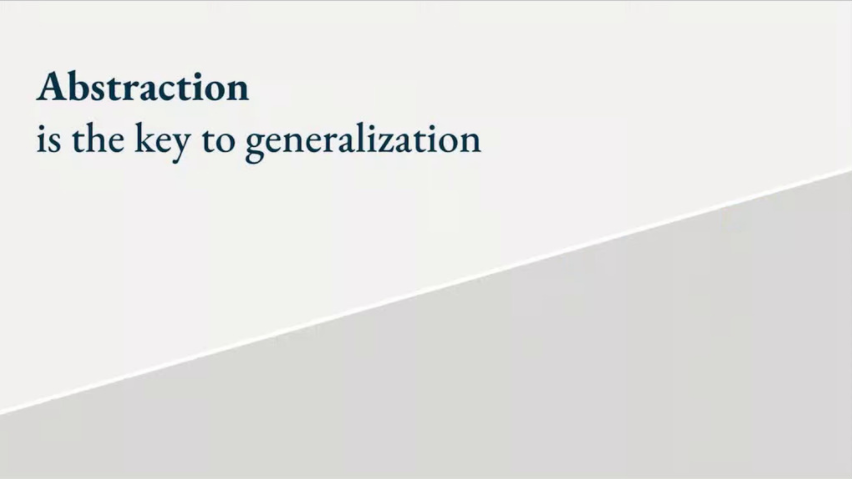 Abstraction
is the key to generalization